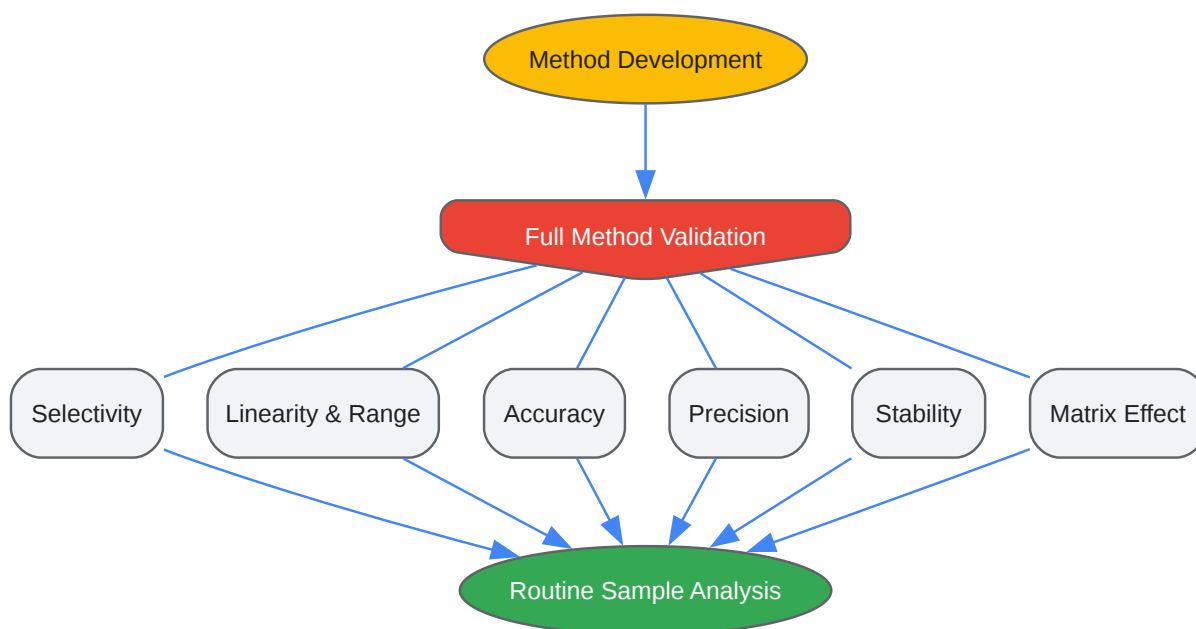 Method Development
Full Method Validation
Selectivity
Linearity & Range
Accuracy
Precision
Stability
Matrix Effect
Routine Sample Analysis